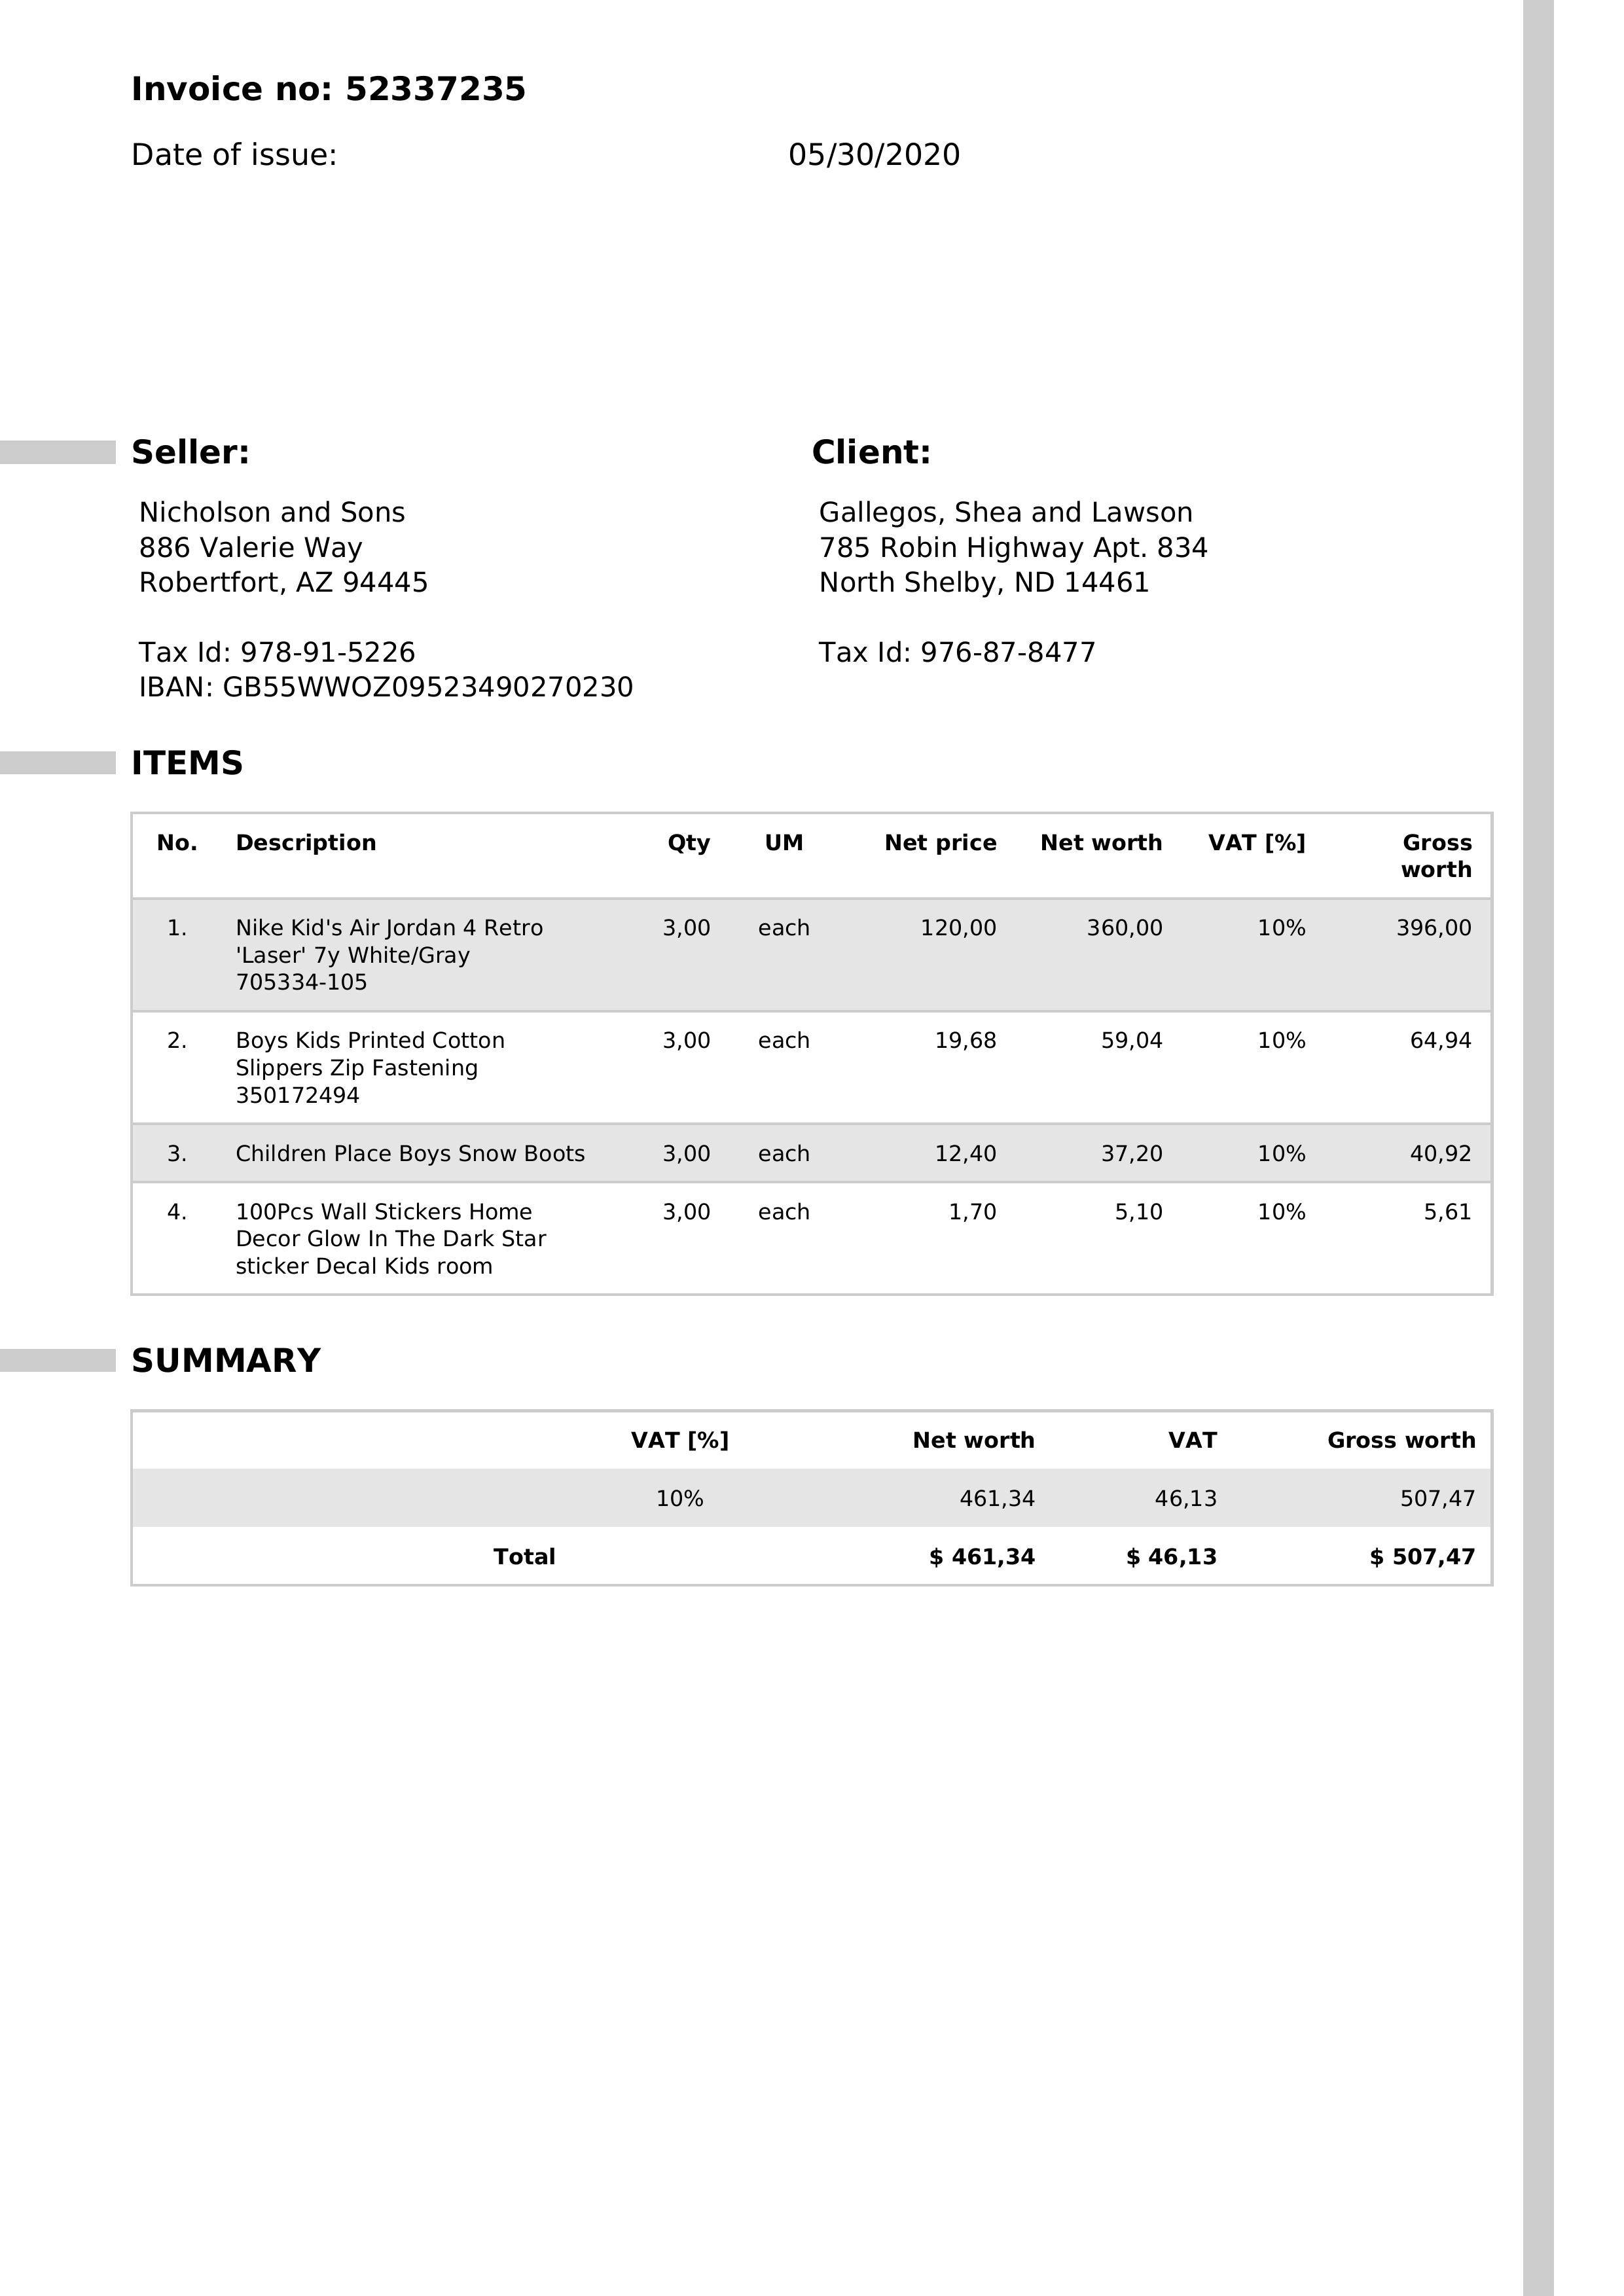 Invoice no: 52337235
Date of issue: 05/30/2020
Seller:
Nicholson and Sons
886 Valerie Way
Robertfort, AZ 94445
Tax Id: 978-91-5226
IBAN: GB55WWOZ09523490270230
Client:
Gallegos, Shea and Lawson
785 Robin Highway Apt. 834
North Shelby, ND 14461
Tax Id: 976-87-8477
ITEMS
No. Description Qty UM Net price Net worth VAT [%] Gross
worth
1. Nike Kid's Air Jordan 4 Retro 3,00 each 120,00 360,00 10% 396,00
'Laser' 7y White/Gray
705334-105
2. Boys Kids Printed Cotton 3,00 each 19,68 59,04 10% 64,94
Slippers Zip Fastening
350172494
3. Children Place Boys Snow Boots 3,00 each 12,40 37,20 10% 40,92
4. 100Pcs Wall Stickers Home 3,00 each 1,70 5,10 10% 5,61
Decor Glow In The Dark Star
sticker Decal Kids room
SUMMARY
VAT [%] Net worth VAT Gross worth
10% 461,34 46,13 507,47
Total $ 461,34 $ 46,13 $ 507,47